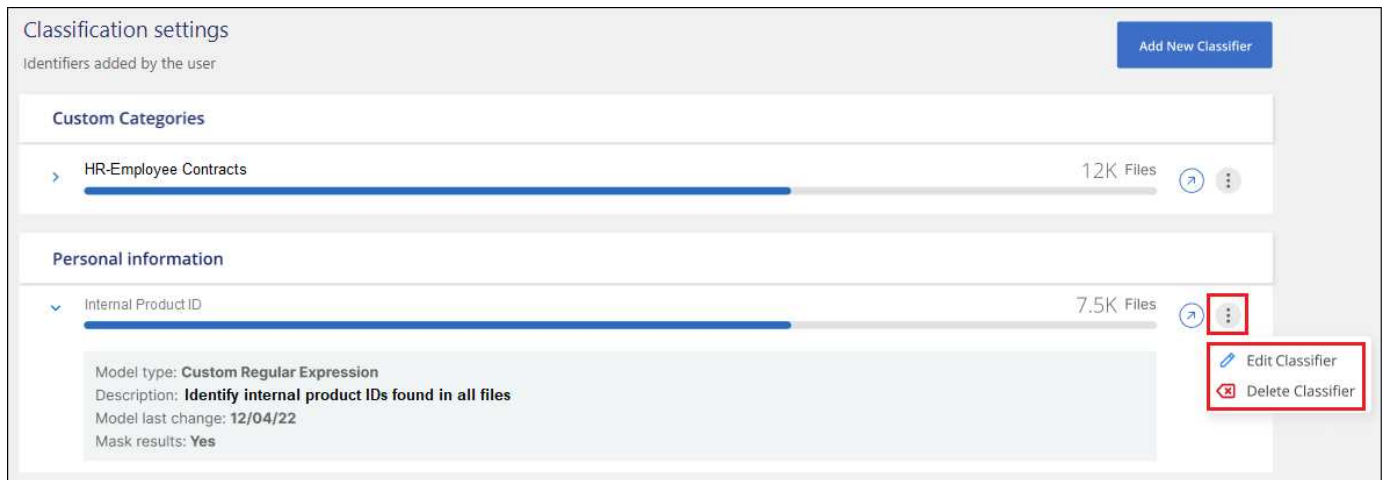 Classification settings
Add New Classifier
Identifiers added by the user
Custom Categories
HR-Employee Contracts
12K Files
Personal information
Internal Product ID
7.5K Files
Model type: Custom Regular Expression
Edit Classifier
Description: Identify internal product IDs found in all files
Delete Classifier
Model last change: 12/04/22
Mask results: Yes